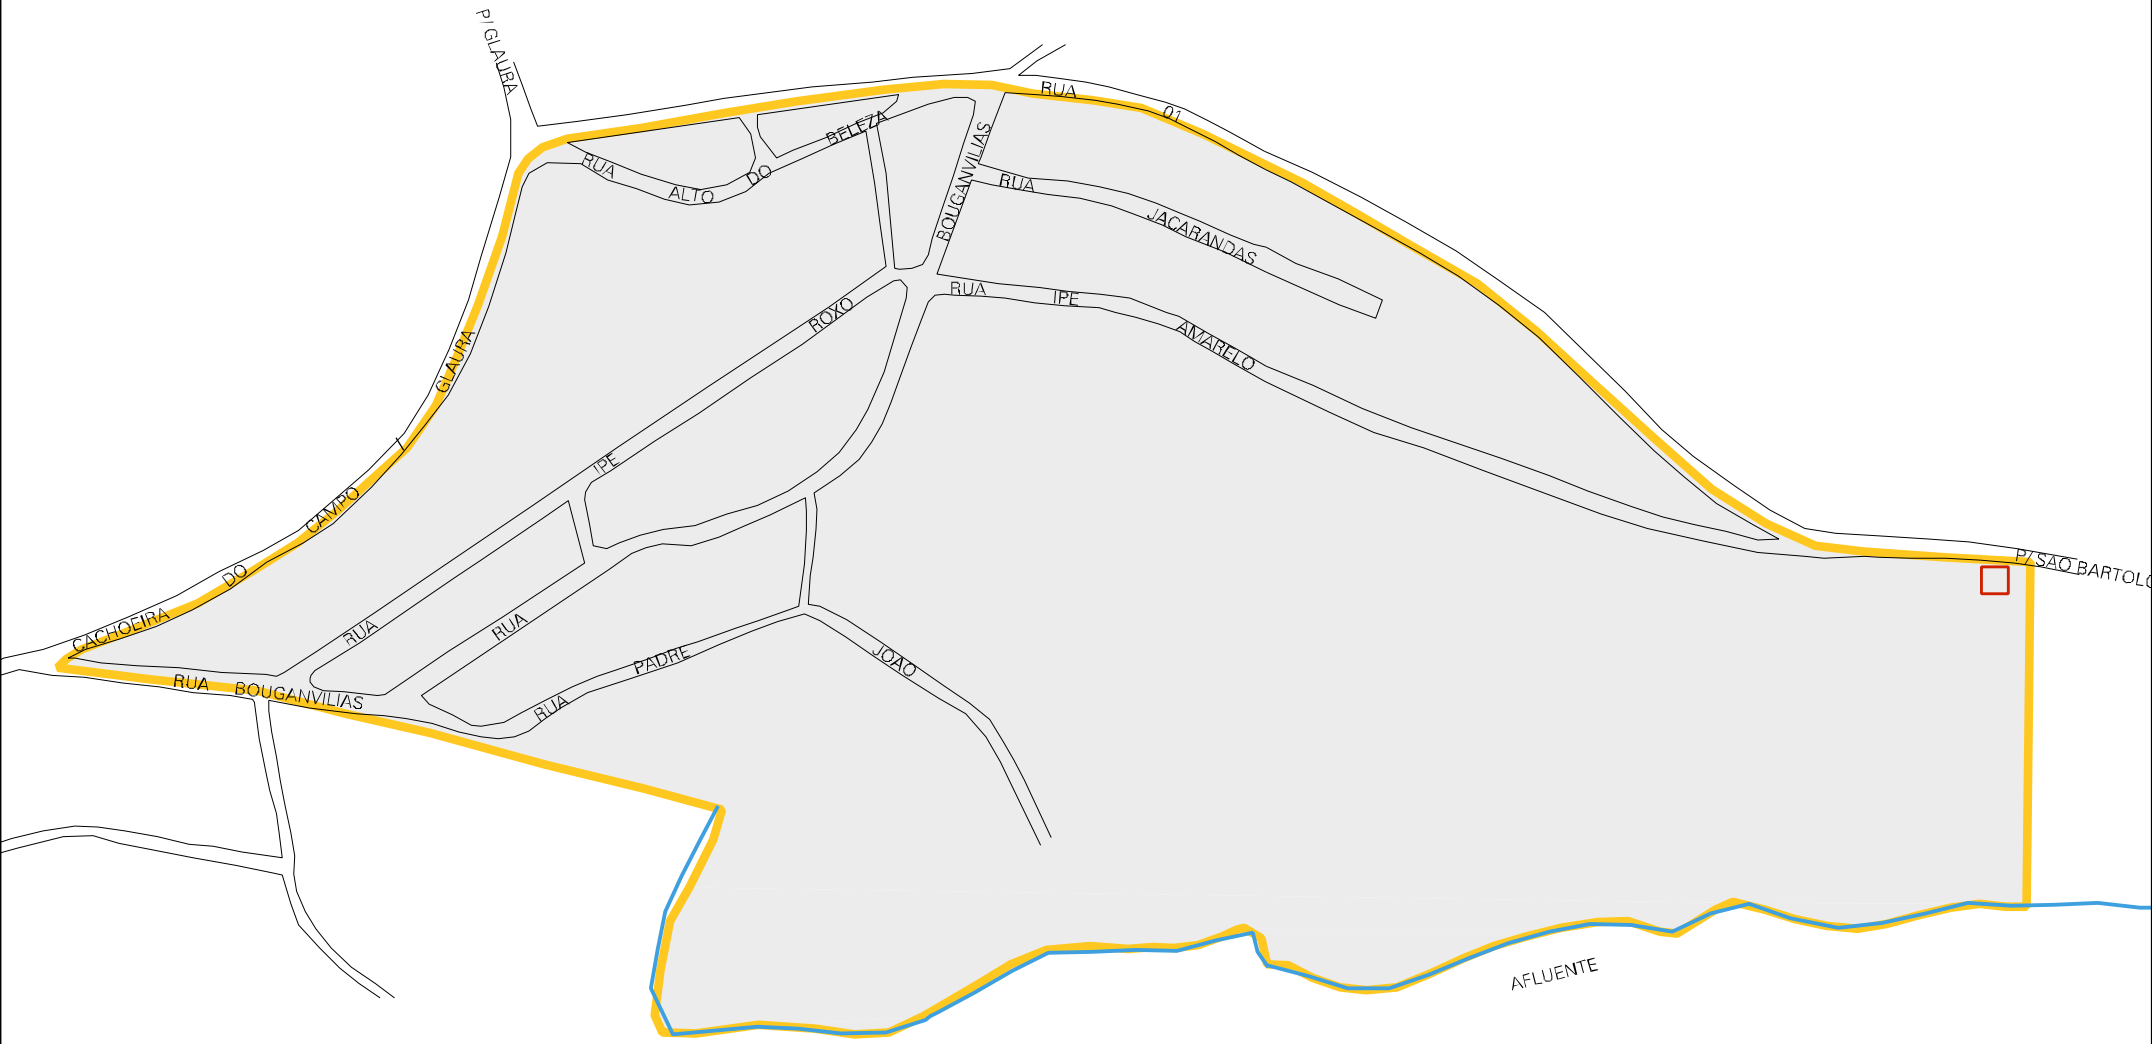 P/ GLAURA
RUA 01
RUA ALTO DO BELEZA
BOUGANVILIAS
RUA JACARANDAS
RUA IPE AMARELO
RUA IPE ROXO
CACHOEIRA DO CAMPO / GLAURA
P/ SAO BARTOLO
RUA
RUA PADRE JOAO
RUA BOUGANVILIAS
AFLUENTE